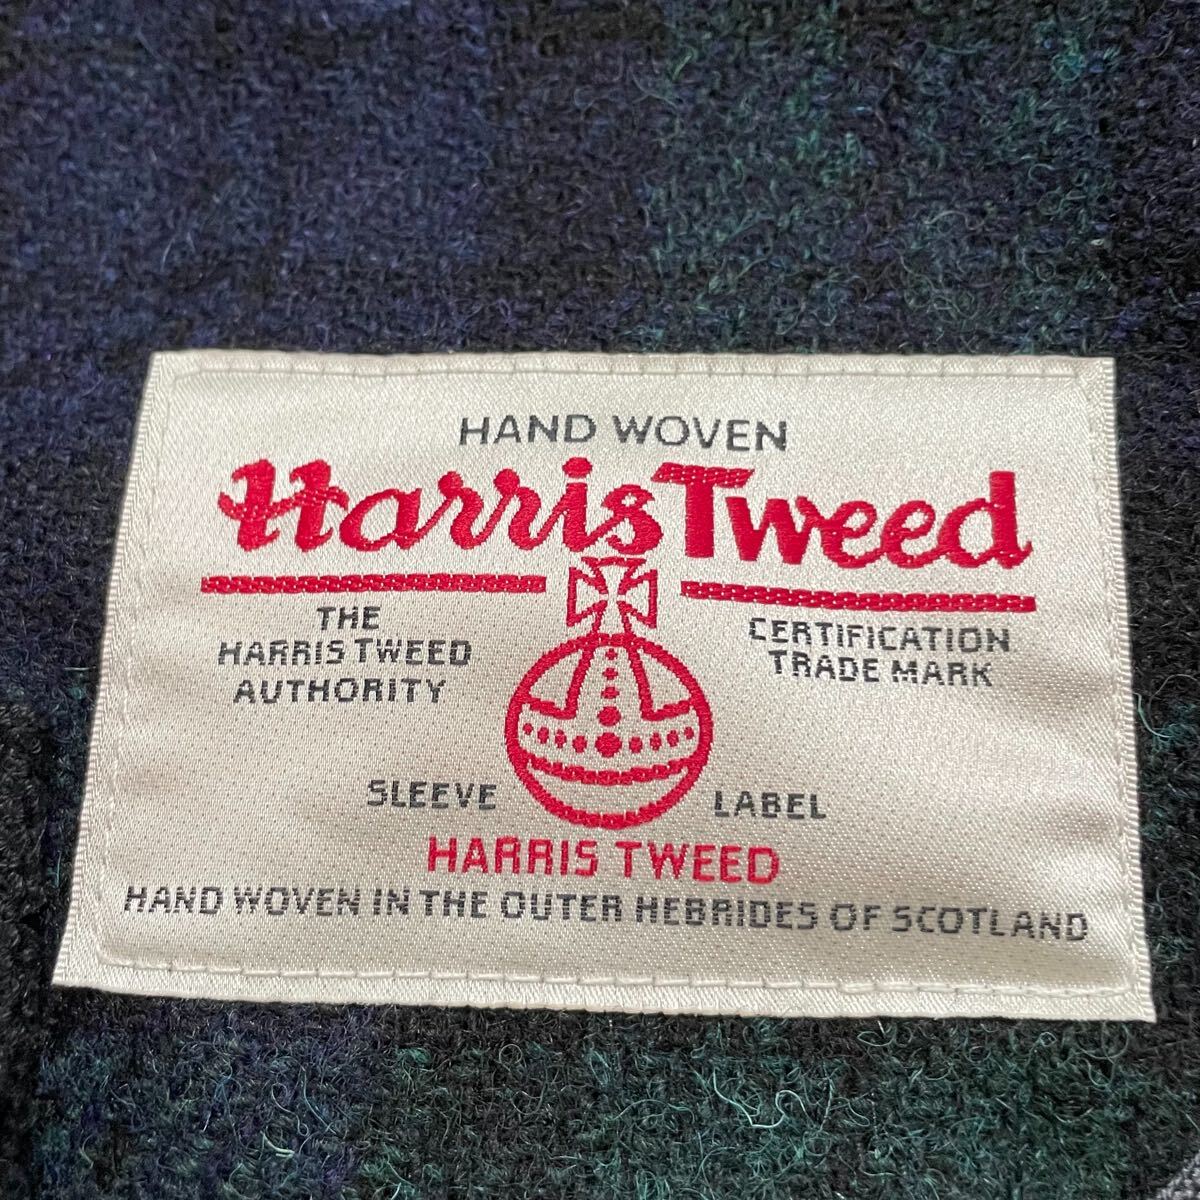 HAND WOVEN
Harris Tweed
THE
HARRIS TWEED
AUTHORITY
CERTIFICATION
TRADE MARK
SLEEVE LABEL
HARRIS TWEED
HAND WOVEN IN THE OUTER HEBRIDES OF SCOTLAND